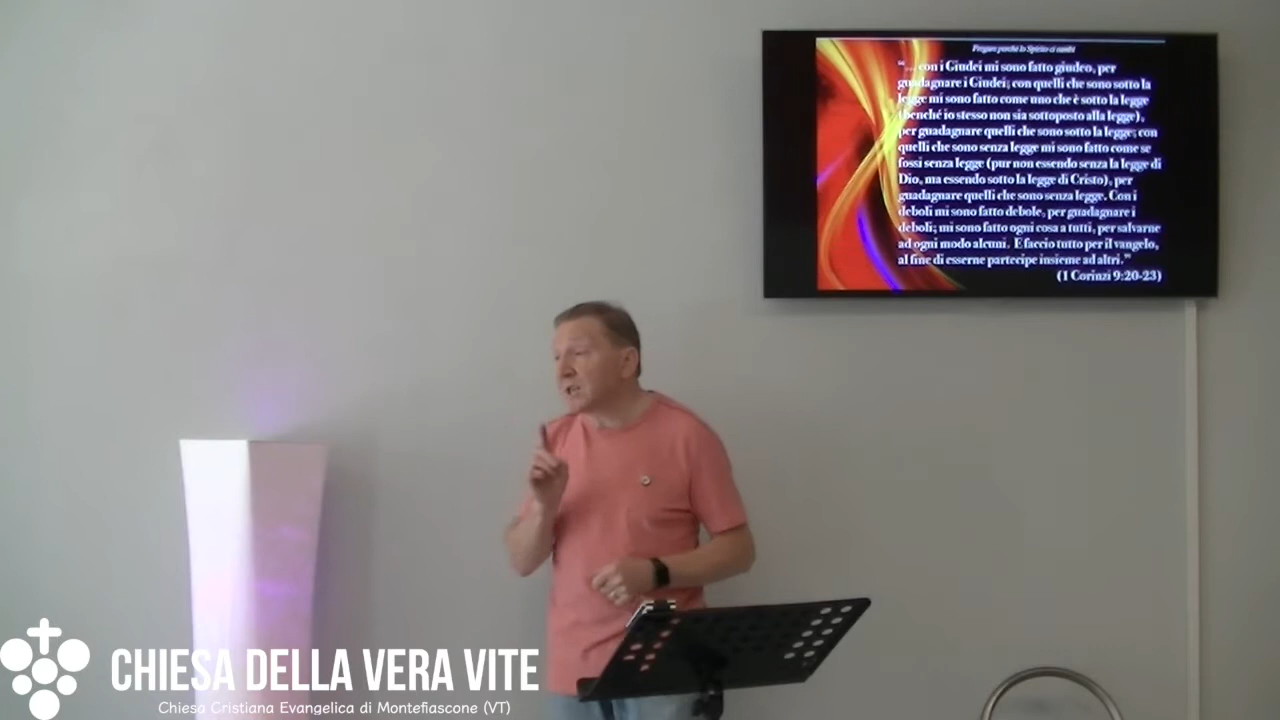 Pregare perché lo Spirito ci cambi
“... con i Giudei mi sono fatto giudeo, per
guadagnare i Giudei; con quelli che sono sotto la
legge mi sono fatto come uno che è sotto la legge
(benché io stesso non sia sottoposto alla legge),
per guadagnare quelli che sono sotto la legge; con
quelli che sono senza legge mi sono fatto come se
fossi senza legge (pur non essendo senza la legge di
Dio, ma essendo sotto la legge di Cristo), per
guadagnare quelli che sono senza legge. Con i
deboli mi sono fatto debole, per guadagnare i
deboli; mi sono fatto ogni cosa a tutti, per salvarne
ad ogni modo alcuni. E faccio tutto per il vangelo,
al fine di esserne partecipe insieme ad altri.”
(1 Corinzi 9:20-23)
CHIESA DELLA VERA VITE
Chiesa Cristiana Evangelica di Montefiascone (VT)